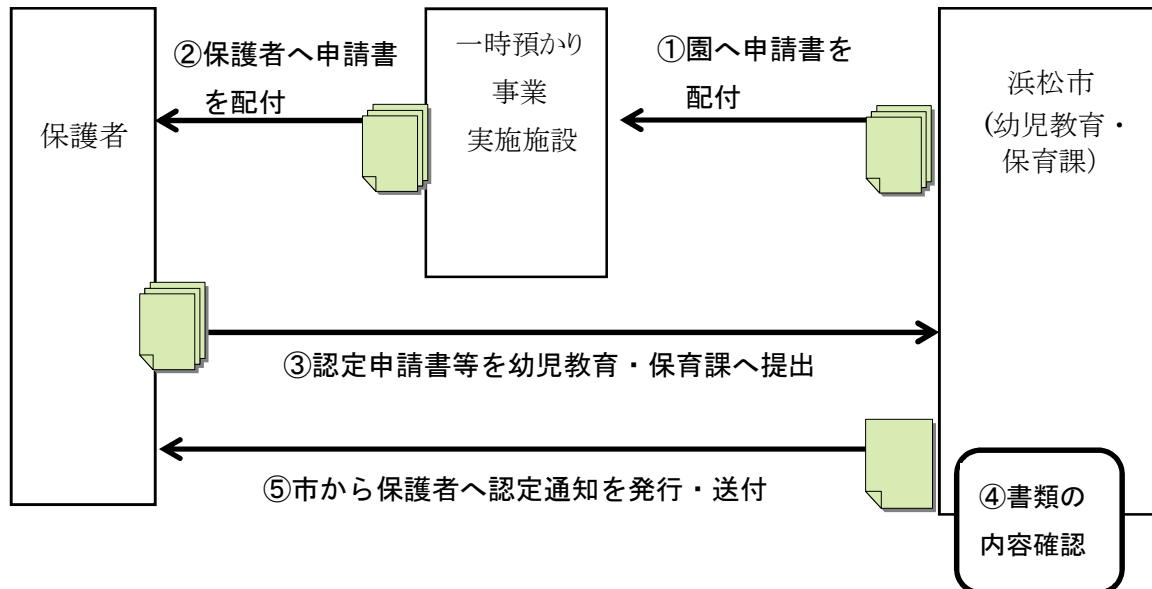 保護者
②保護者へ申請書
を配付
一時預かり
事業
実施施設
①園へ申請書を
配付
浜松市
(幼児教育・
保育課)
③認定申請書等を幼児教育・保育課へ提出
⑤市から保護者へ認定通知を発行・送付
④書類の
内容確認